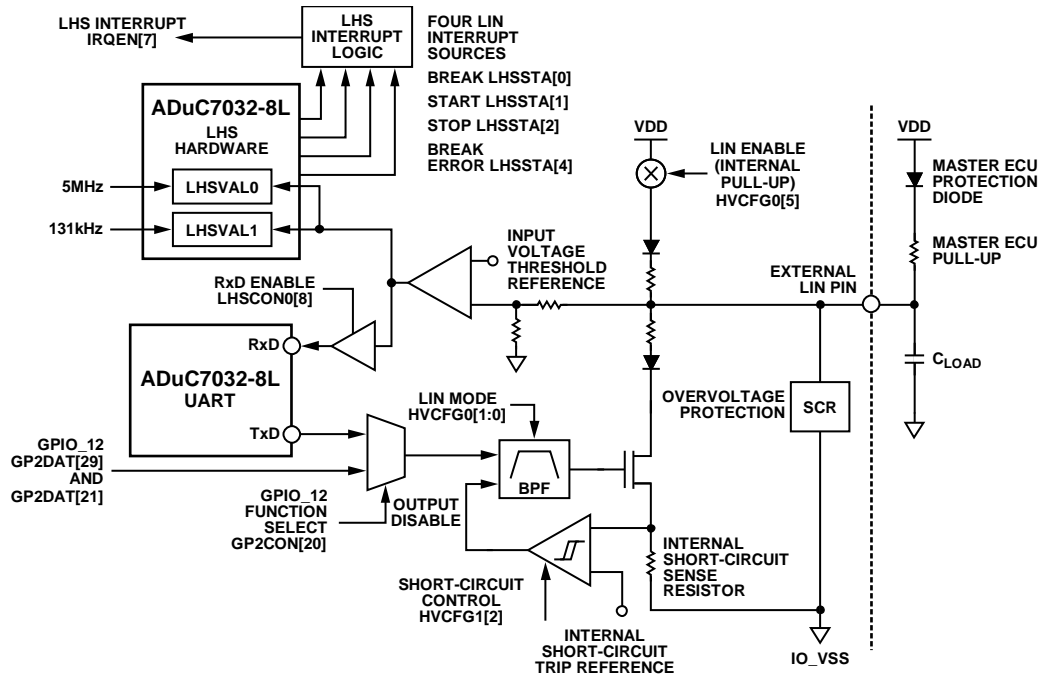 LHS INTERRUPT
IRQEN[7]
LHS
INTERRUPT
LOGIC
FOUR LIN
INTERRUPT
SOURCES
BREAK LHSSTA[0]
START LHSSTA[1]
STOP LHSSTA[2]
BREAK
ERROR LHSSTA[4]
ADuC7032-8L
LHS
HARDWARE
5MHz
LHSVAL0
131kHz
LHSVAL1
VDD
LIN ENABLE
(INTERNAL
PULL-UP)
HVCFG0[5]
VDD
MASTER ECU
PROTECTION
DIODE
MASTER ECU
PULL-UP
INPUT
VOLTAGE
THRESHOLD
REFERENCE
EXTERNAL
LIN PIN
RxD ENABLE
LHSCON0[8]
RxD
ADuC7032-8L
UART
TxD
CLOAD
OVERVOLTAGE
PROTECTION
SCR
LIN MODE
HVCFG0[1:0]
BPF
GPIO_12
GP2DAT[29]
AND
GP2DAT[21]
GPIO_12
FUNCTION
SELECT
GP2CON[20]
OUTPUT
DISABLE
SHORT-CIRCUIT
CONTROL
HVCFG1[2]
INTERNAL
SHORT-CIRCUIT
SENSE
RESISTOR
INTERNAL
SHORT-CIRCUIT
TRIP REFERENCE
IO_VSS